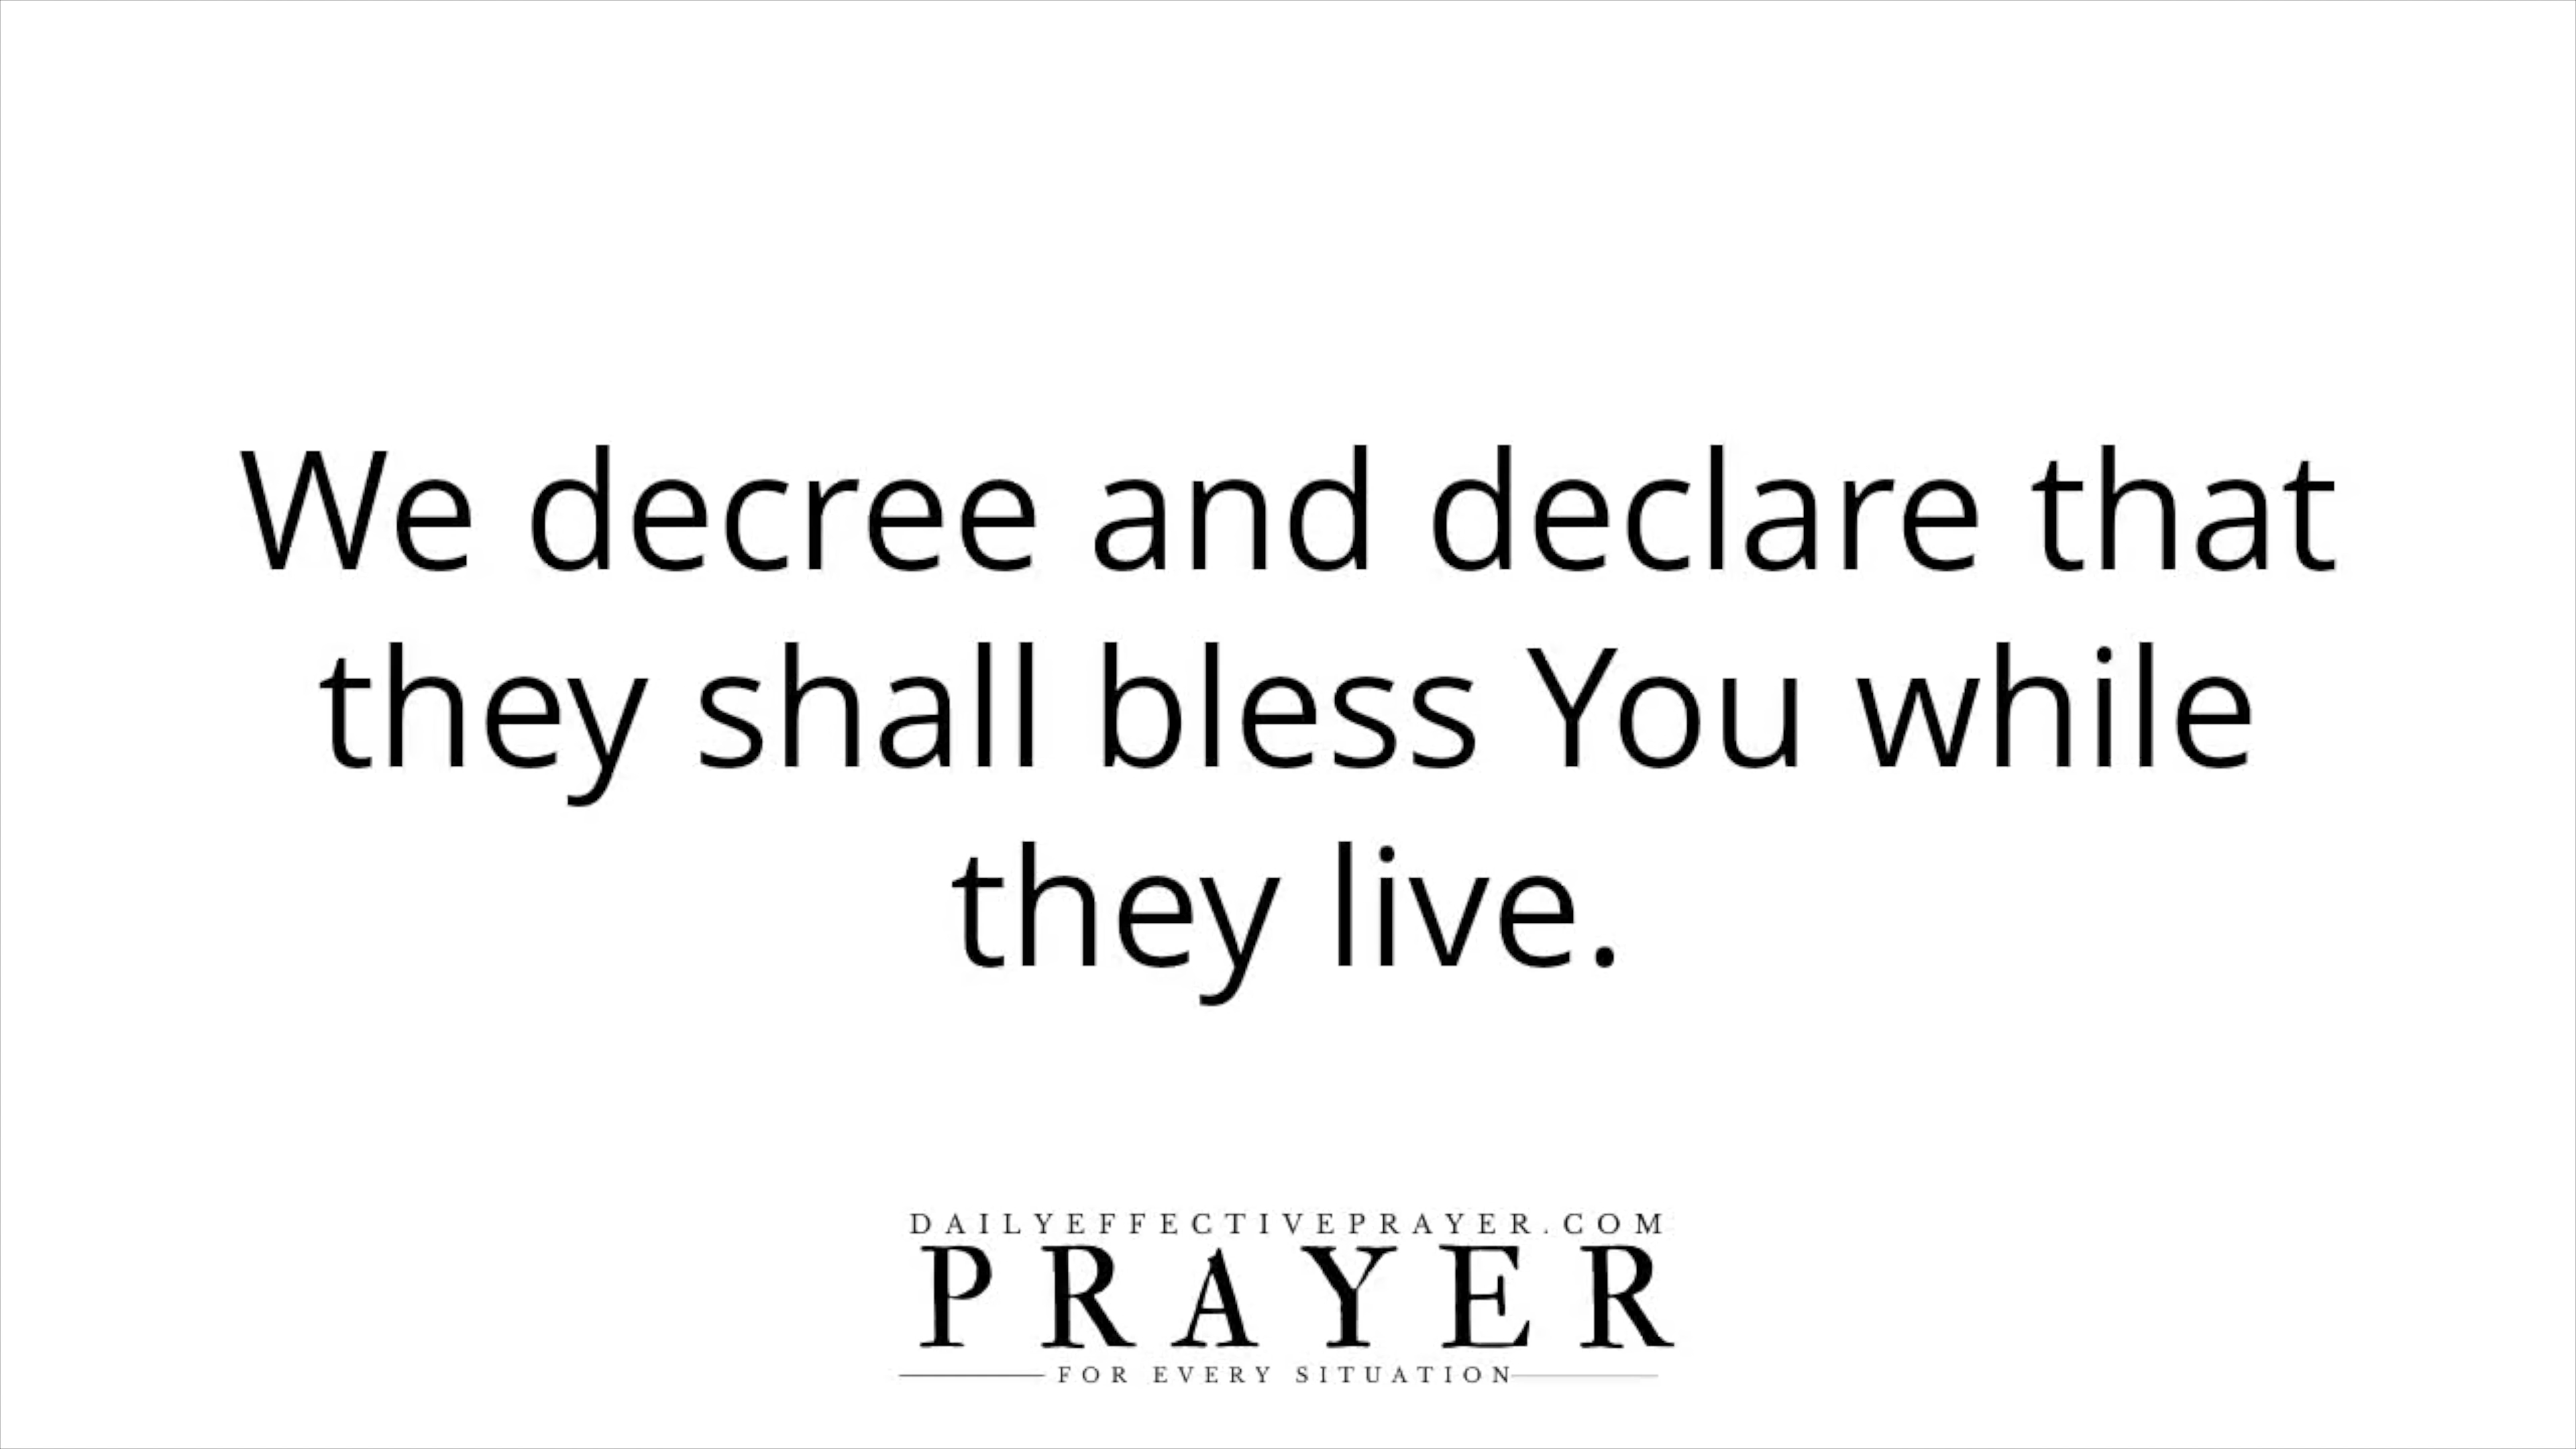 We decree and declare that
they shall bless You while
they live.
DAILYEFFECTIVEPRAYER.COM
PRAYER
FOR EVERY SITUATION